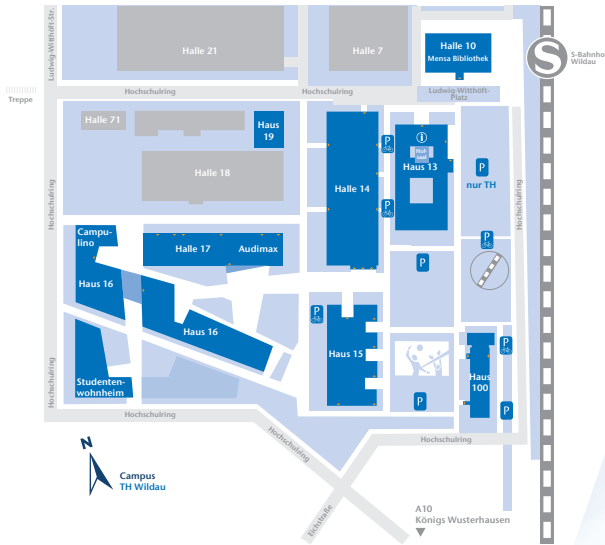 Ludwig-Witthöft-Str.
Halle 21
Halle 7
Halle 10
Mensa Bibliothek
S
S-Bahnho
Wildau
Treppe
Hochschulring
Hochschulring
Ludwig-Witthöft-
Platz
Halle 71
Haus
19
Halle 18
Halle 14
i
Haus 13
P
P
nur TH
Hochschulring
Hochschulring
P
P
P
Campu-
lino
Halle 17
Audimax
Haus 16
Haus 16
P
Haus 15
P
Haus
100
P
P
Hochschulring
Studenten-
wohnheim
Hochschulring
Hochschulring
Hochschulring
Eichstraße
N
Campus
TH Wildau
A10
Königs Wusterhausen